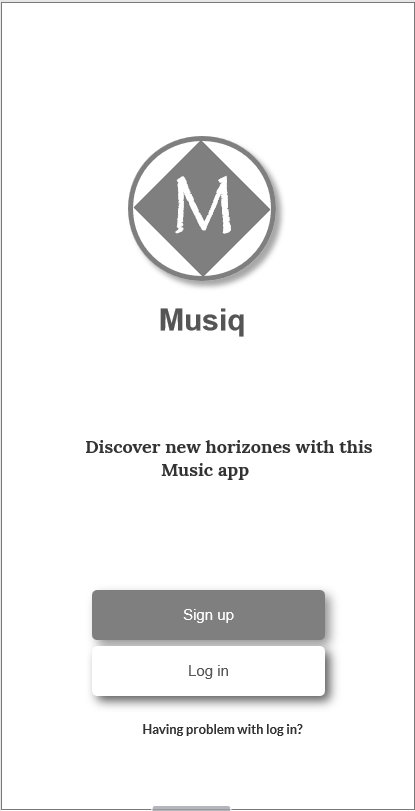 M
Musiq
Discover new horizones with this
Music app
Sign up
Log in
Having problem with log in?